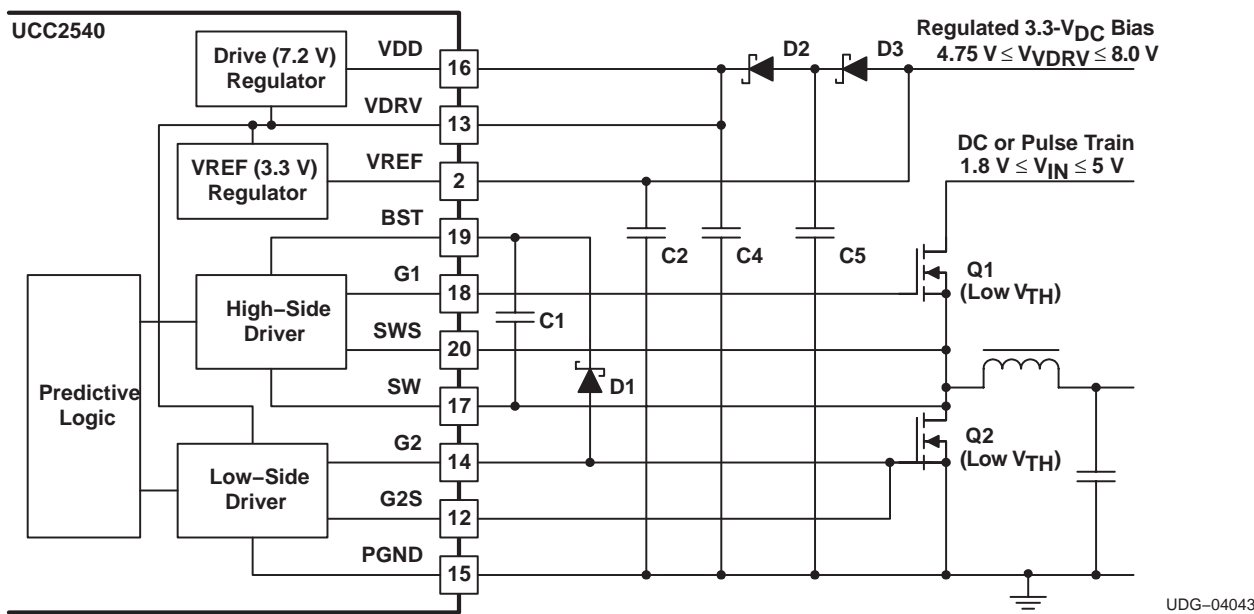 UCC2540
Drive (7.2 V)
Regulator
VDD
16
VDRV
13
VREF (3.3 V)
Regulator
VREF
2
BST
19
G1
18
High−Side
Driver
SWS
20
SW
17
Predictive
Logic
G2
14
Low−Side
Driver
G2S
12
PGND
15
D2
D3
Regulated 3.3-VDC Bias
4.75 V ≤ VVDRV ≤ 8.0 V
DC or Pulse Train
1.8 V ≤ VIN ≤ 5 V
C2
C4
C5
C1
D1
Q1
(Low VTH)
Q2
(Low VTH)
UDG−04043